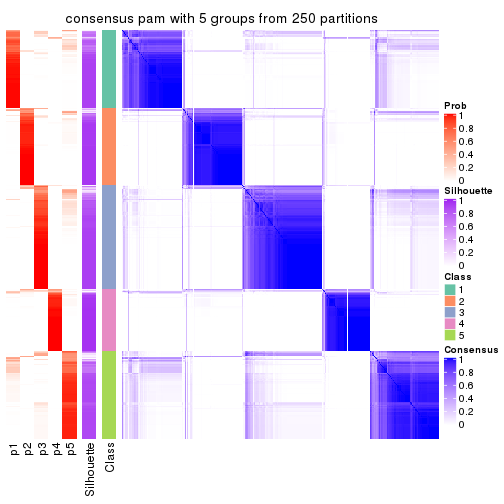 consensus pam with 5 groups from 250 partitions
Prob
1
0.8
0.6
0.4
0.2
0
Silhouette
1
0.8
0.6
0.4
0.2
0
Class
1
2
3
4
5
Consensus
1
0.8
0.6
0.4
0.2
0
p1
p2
p3
p4
p5
Silhouette
Class